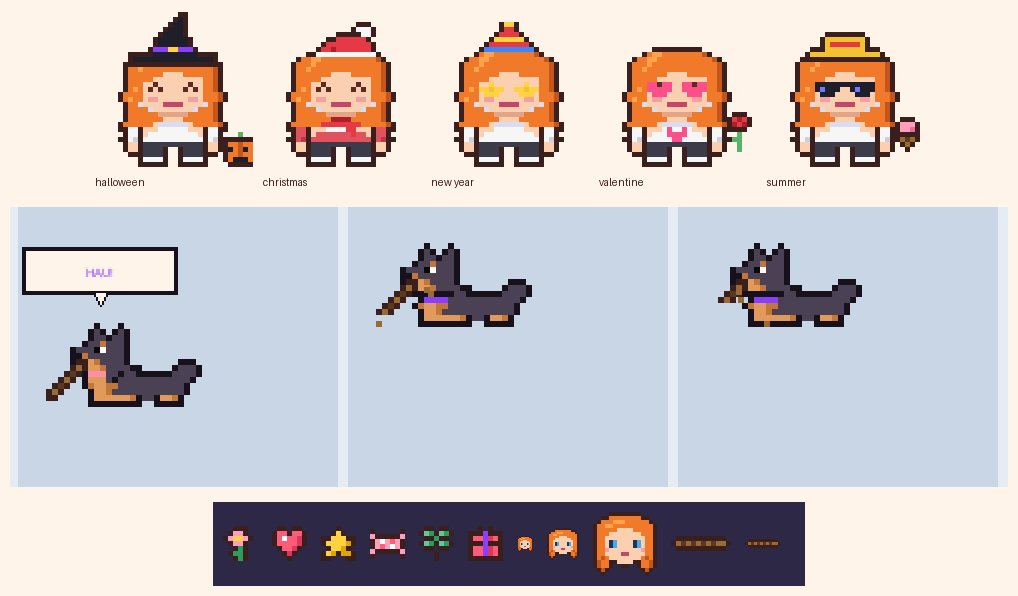 halloween
christmas
new year
valentine
summer
HAU!